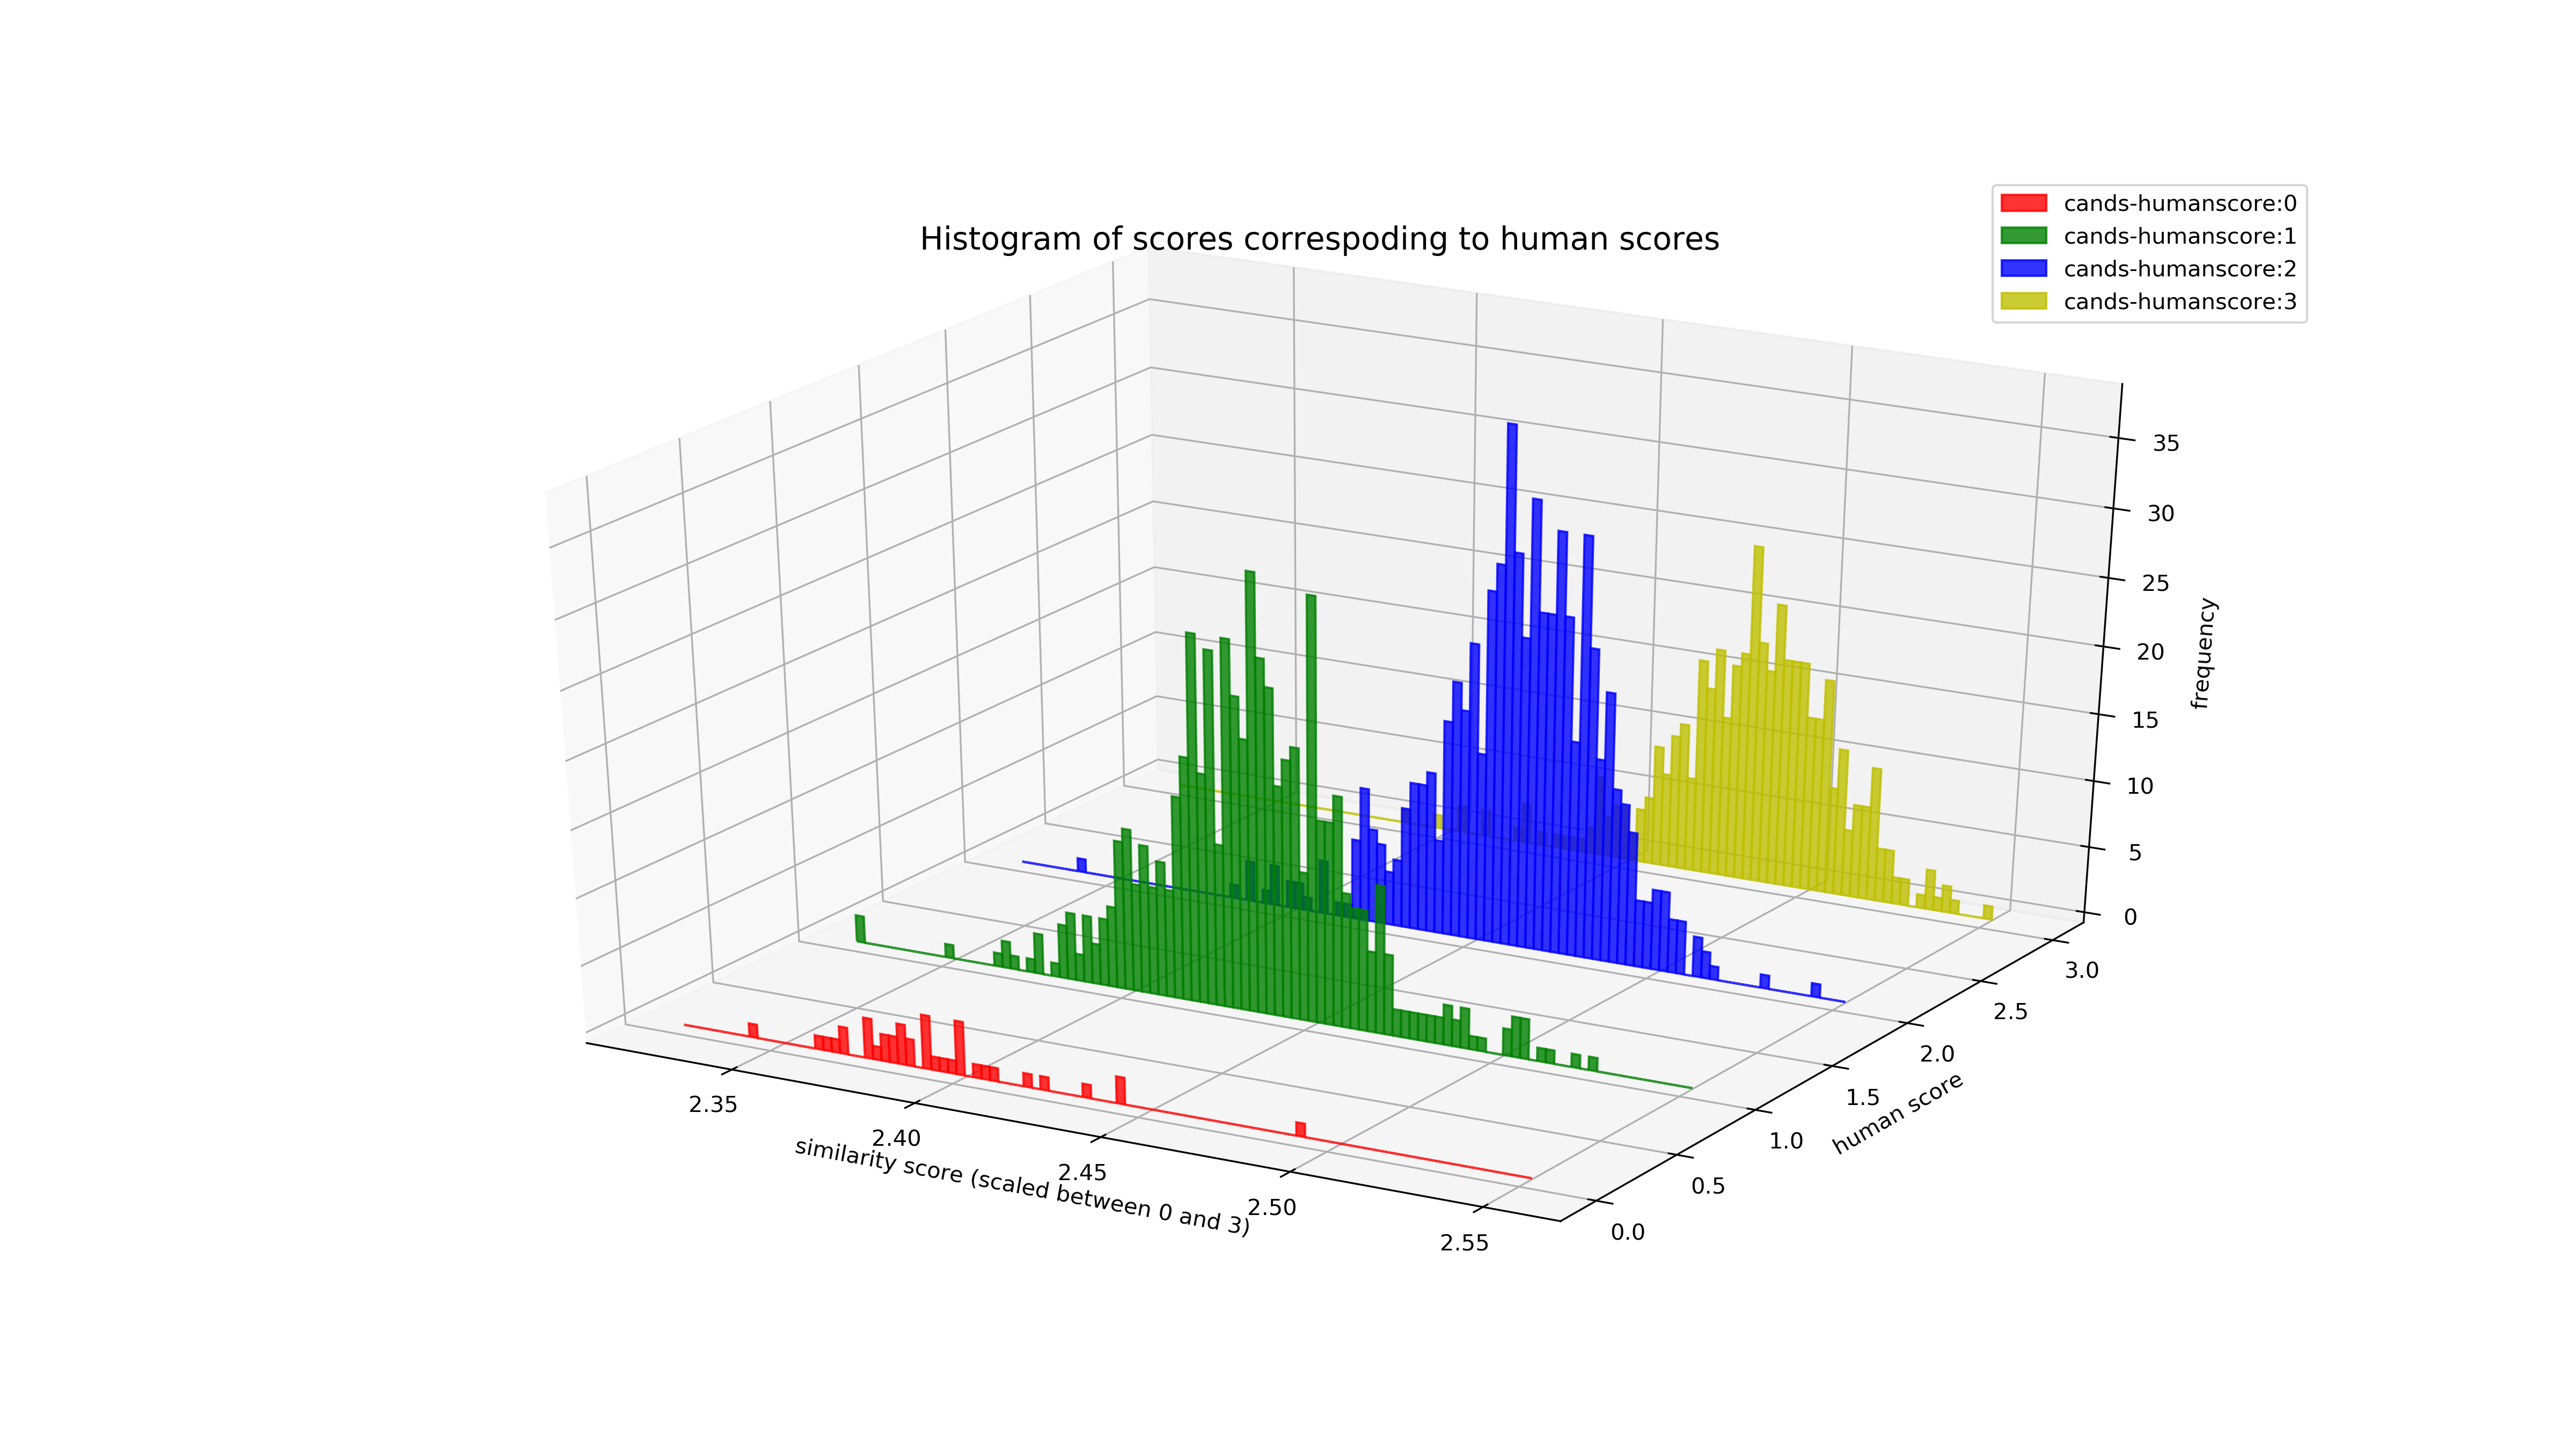 Histogram of scores correspoding to human scores
cands-humanscore:0
cands-humanscore:1
cands-humanscore:2
cands-humanscore:3
35
30
25
20
15
10
5
0
frequency
3.0
2.5
2.0
1.5
1.0
0.5
0.0
human score
2.35
2.40
2.45
2.50
2.55
similarity score (scaled between 0 and 3)